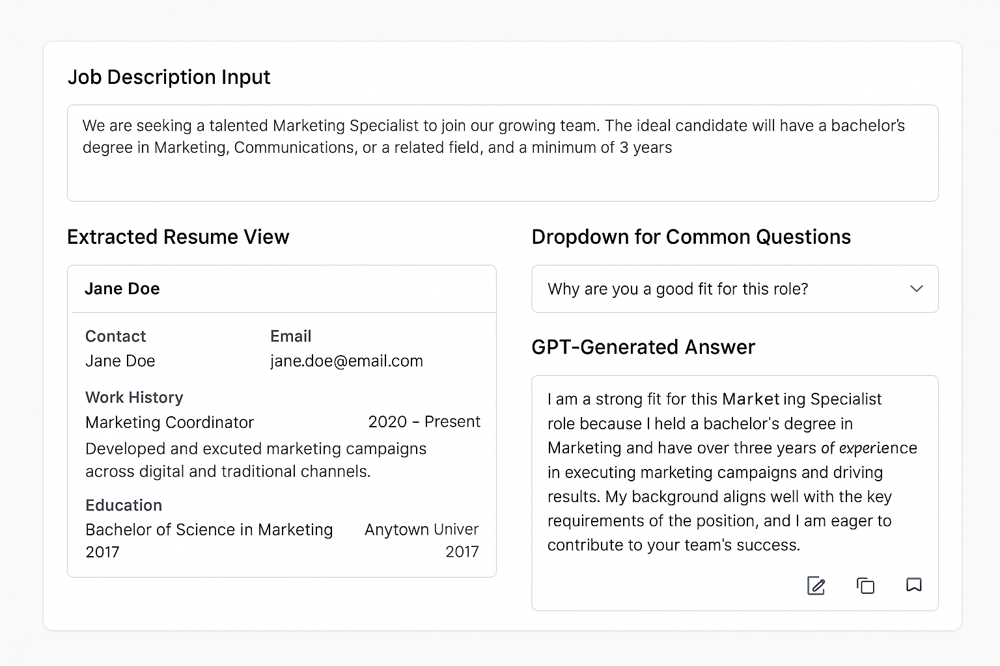 Job Description Input
We are seeking a talented Marketing Specialist to join our growing team. The ideal candidate will have a bachelor's
degree in Marketing, Communications, or a related field, and a minimum of 3 years
Extracted Resume View
Jane Doe
Contact Email
Jane Doe jane.doe@email.com
Work History
Marketing Coordinator 2020 – Present
Developed and excuted marketing campaigns
across digital and traditional channels.
Education
Bachelor of Science in Marketing Anytown Univer
2017 2017
Dropdown for Common Questions
Why are you a good fit for this role?
GPT-Generated Answer
I am a strong fit for this Market ing Specialist
role because I held a bachelor's degree in
Marketing and have over three years of experience
in executing marketing campaigns and driving
results. My background aligns well with the key
requirements of the position, and I am eager to
contribute to your team's success.